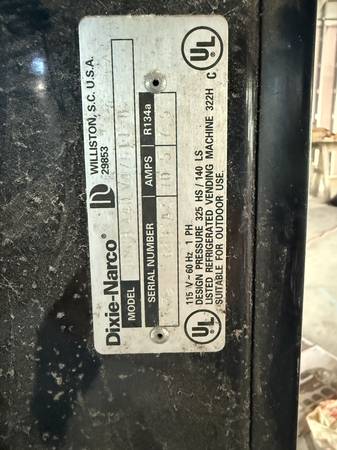 Dixie-Narco®
WILLISTON, S.C. U.S.A.
29853
MODEL
SERIAL NUMBER
AMPS
R134a
115 V ~ 60 Hz 1 PH
DESIGN PRESSURE 325 HS / 140 LS
LISTED REFRIGERATED VENDING MACHINE 322H
SUITABLE FOR OUTDOOR USE.
UL
UL
C